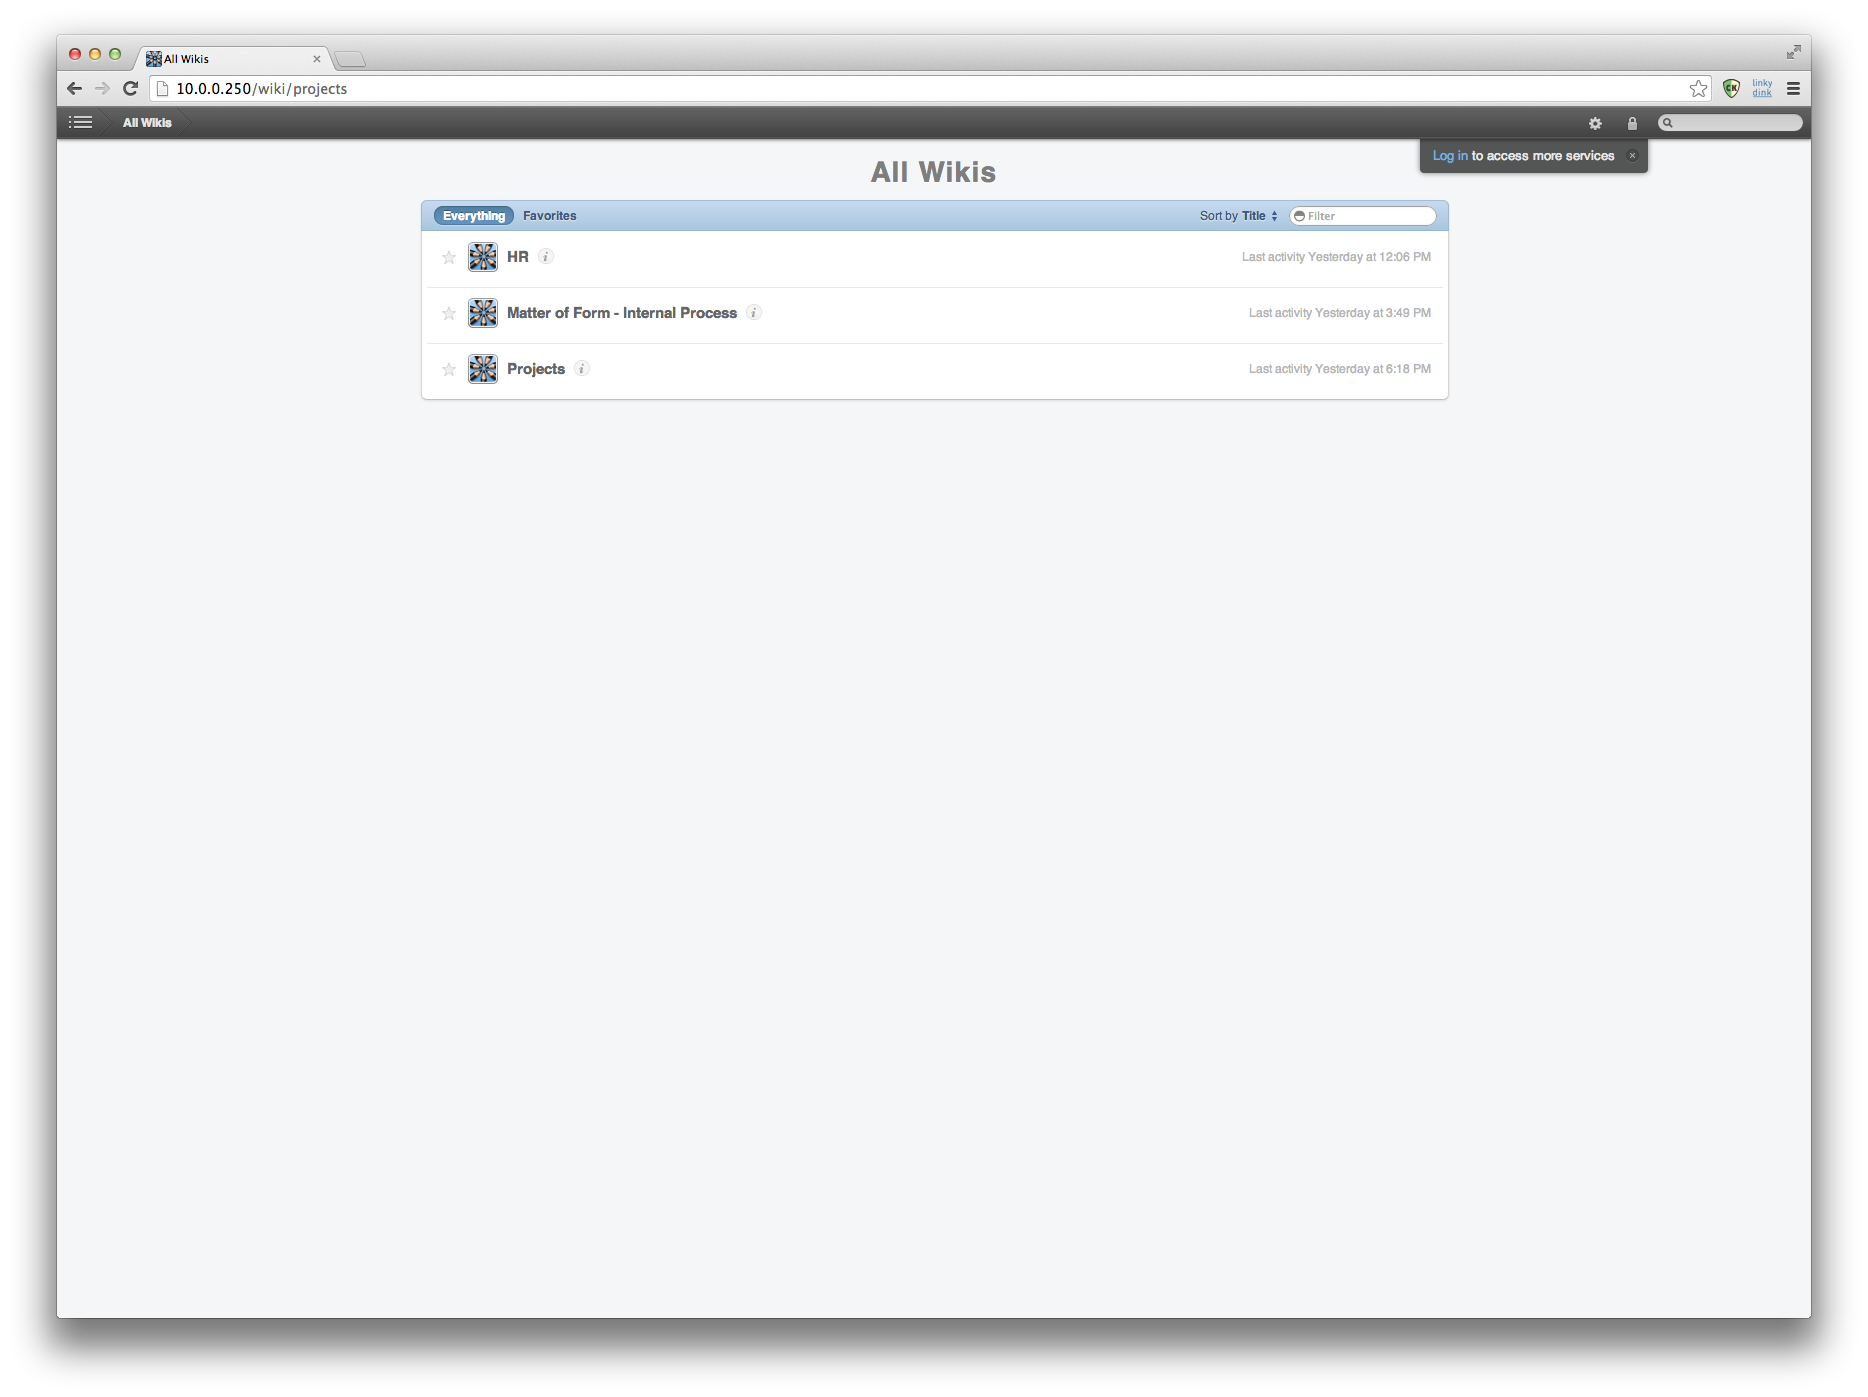 All Wikis
10.0.0.250/wiki/projects
CK
linky
dink
All Wikis
Log in to access more services
All Wikis
Everything Favorites Sort by Title Filter
HR i Last activity Yesterday at 12:06 PM
Matter of Form - Internal Process i Last activity Yesterday at 3:49 PM
Projects i Last activity Yesterday at 6:18 PM